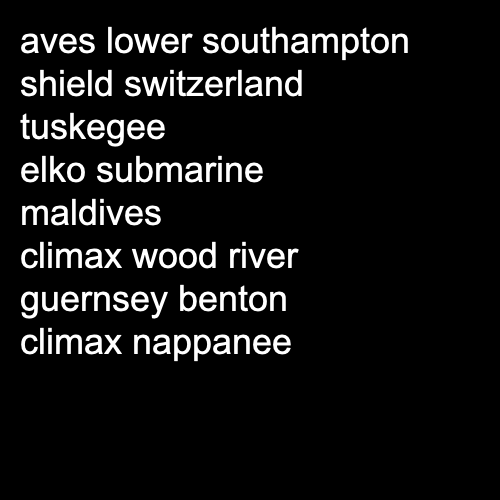 aves lower southampton
shield switzerland
tuskegee
elko submarine
maldives
climax wood river
guernsey benton
climax nappanee